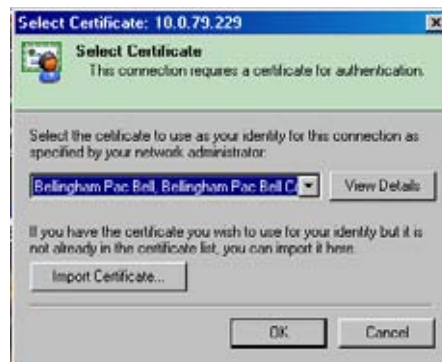 Select Certificate: 10.0.79.229
Select Certificate
This connection requires a certificate for authentication.
Select the cetificate to use as your identity for this connection as
specified by your network administrator:
Belingham Pac Bell, Belingham Pac Bell C
View Details
If you have the certificate you wish to use for your identity but it is
not already in the certificate list, you can import it here.
Import Certificate...
OK
Cancel